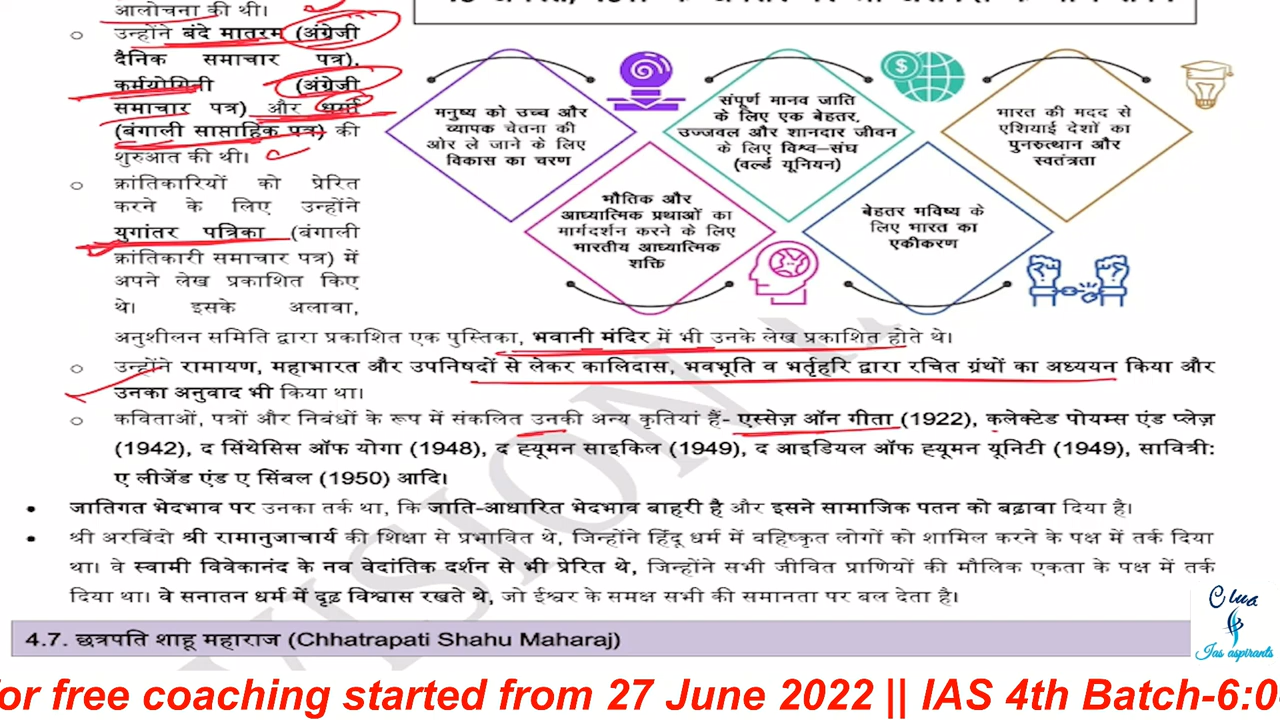 आलोचना की थी।
उन्होंने बंदे मातरम (अंग्रेजी
दैनिक समाचार पत्र),
कर्मयोगिनी (अंग्रेजी
समाचार पत्र) और धर्मा
(बंगाली साप्ताहिक पत्र) की
शुरुआत की थी।
क्रांतिकारियों को प्रेरित
करने के लिए उन्होंने
युगांतर पत्रिका (बंगाली
क्रांतिकारी समाचार पत्र) में
अपने लेख प्रकाशित किए
थे। इसके अलावा,
मनुष्य को उच्च और
व्यापक चेतना की
ओर ले जाने के लिए
विकास का चरण
संपूर्ण मानव जाति
के लिए एक बेहतर,
उज्जवल और शानदार जीवन
के लिए विश्व–संघ
(वर्ल्ड यूनियन)
भारत की मदद से
एशियाई देशों का
पुनरुत्थान और
स्वतंत्रता
भौतिक और
आध्यात्मिक प्रथाओं का
मार्गदर्शन करने के लिए
भारतीय आध्यात्मिक
शक्ति
बेहतर भविष्य के
लिए भारत का
एकीकरण
अनुशीलन समिति द्वारा प्रकाशित एक पुस्तिका, भवानी मंदिर में भी उनके लेख प्रकाशित होते थे।
उन्होंने रामायण, महाभारत और उपनिषदों से लेकर कालिदास, भवभूति व भर्तृहरि द्वारा रचित ग्रंथों का अध्ययन किया और
उनका अनुवाद भी किया था।
कविताओं, पत्रों और निबंधों के रूप में संकलित उनकी अन्य कृतियां हैं- एस्सेज़ ऑन गीता (1922), कलेक्टेड पोयम्स एंड प्लेज़
(1942), द सिंथेसिस ऑफ योगा (1948), द ह्यूमन साइकिल (1949), द आइडियल ऑफ ह्यूमन यूनिटी (1949), सावित्री:
ए लीजेंड एंड ए सिंबल (1950) आदि।
जातिगत भेदभाव पर उनका तर्क था, कि जाति-आधारित भेदभाव बाहरी है और इसने सामाजिक पतन को बढ़ावा दिया है।
श्री अरबिंदो श्री रामानुजाचार्य की शिक्षा से प्रभावित थे, जिन्होंने हिंदू धर्म में बहिष्कृत लोगों को शामिल करने के पक्ष में तर्क दिया
था। वे स्वामी विवेकानंद के नव वेदांतिक दर्शन से भी प्रेरित थे, जिन्होंने सभी जीवित प्राणियों की मौलिक एकता के पक्ष में तर्क
दिया था। वे सनातन धर्म में दृढ़ विश्वास रखते थे, जो ईश्वर के समक्ष सभी की समानता पर बल देता है।
4.7. छत्रपति शाहू महाराज (Chhatrapati Shahu Maharaj)
Ias aspirants
or free coaching started from 27 June 2022 || IAS 4th Batch-6:0